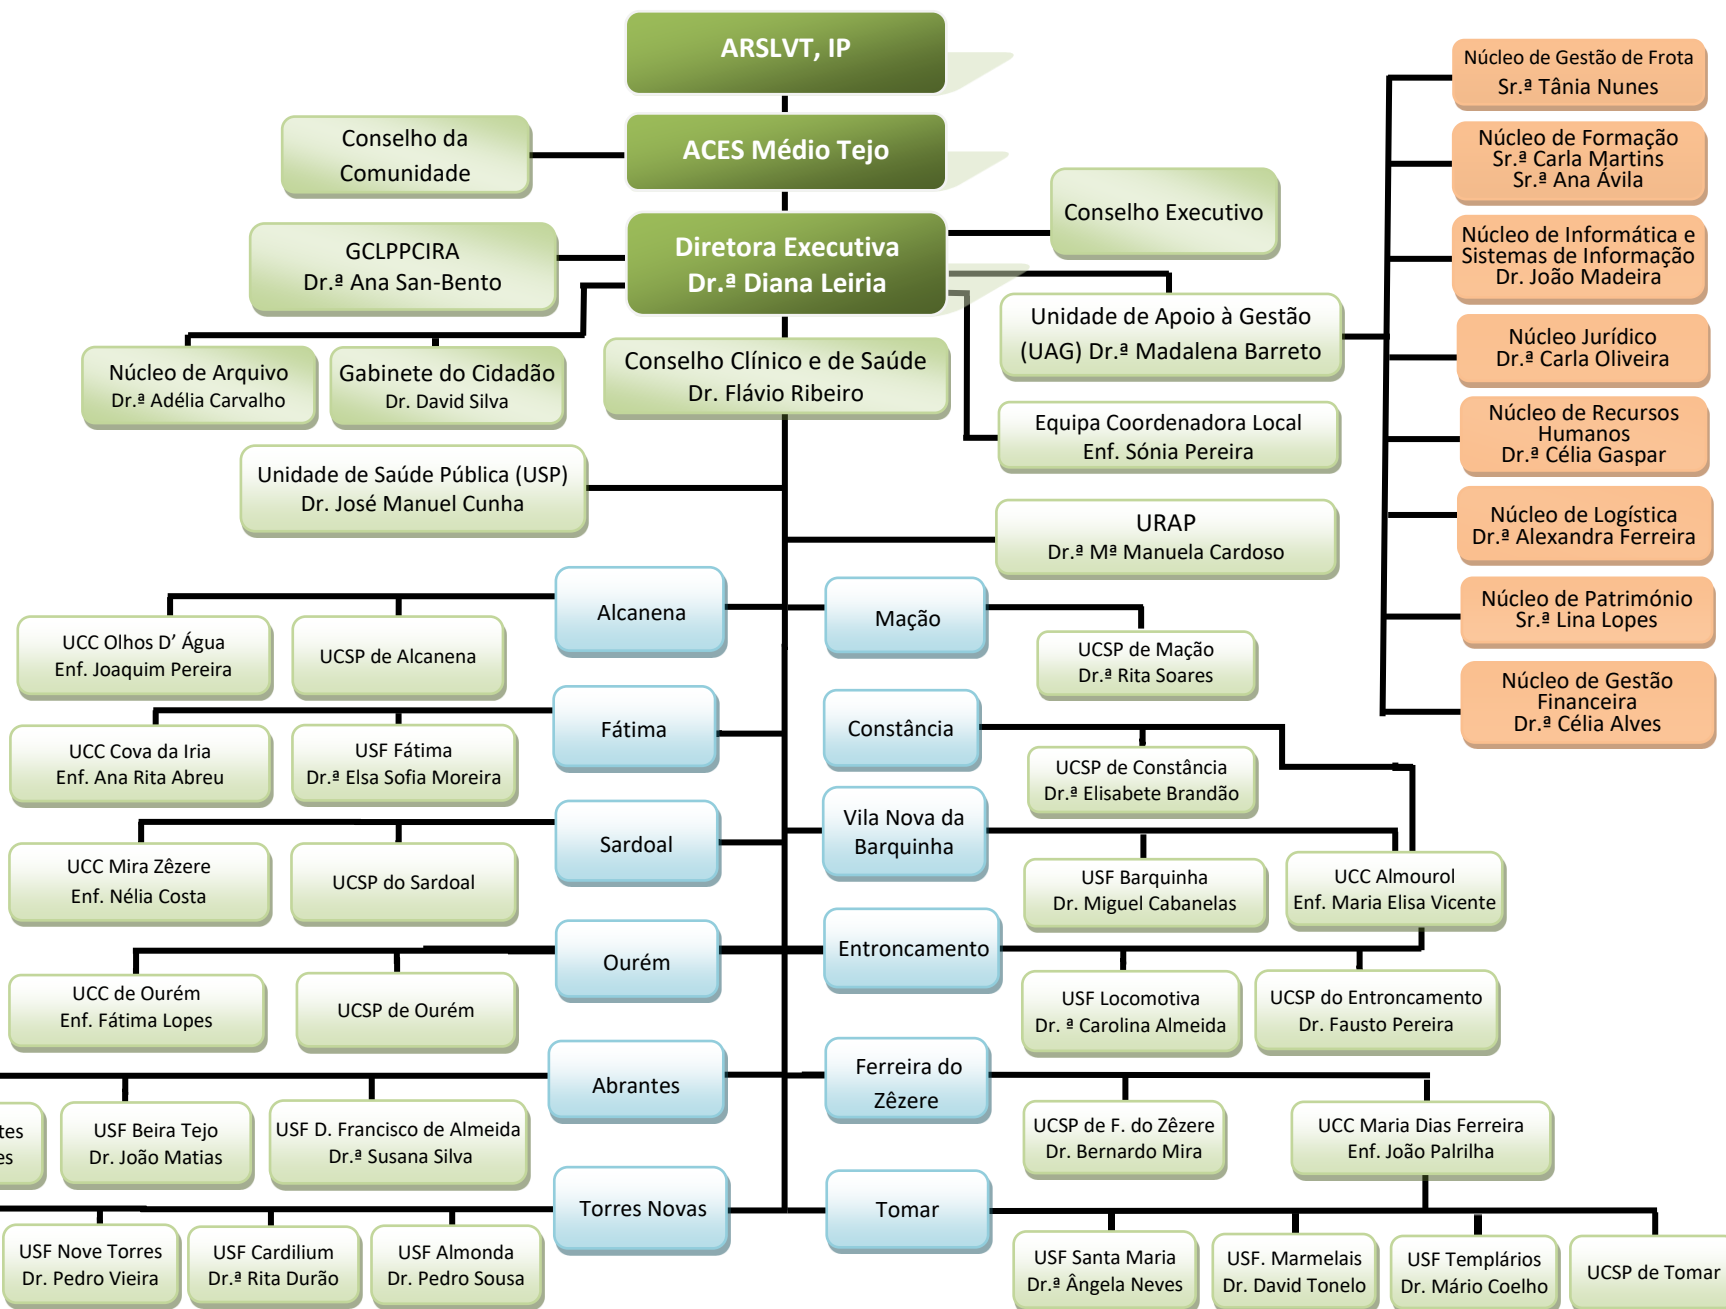 ARSLVT, IP
ACES Médio Tejo
Conselho da
Comunidade
Diretora Executiva
Dr.ª Diana Leiria
Conselho Executivo
GCLPPCIRA
Dr.ª Ana San-Bento
Unidade de Apoio à Gestão
(UAG) Dr.ª Madalena Barreto
Núcleo de Arquivo
Dr.ª Adélia Carvalho
Gabinete do Cidadão
Dr. David Silva
Conselho Clínico e de Saúde
Dr. Flávio Ribeiro
Equipa Coordenadora Local
Enf. Sónia Pereira
Unidade de Saúde Pública (USP)
Dr. José Manuel Cunha
URAP
Dr.ª Mª Manuela Cardoso
Núcleo de Gestão de Frota
Sr.ª Tânia Nunes
Núcleo de Formação
Sr.ª Carla Martins
Sr.ª Ana Ávila
Núcleo de Informática e
Sistemas de Informação
Dr. João Madeira
Núcleo Jurídico
Dr.ª Carla Oliveira
Núcleo de Recursos
Humanos
Dr.ª Célia Gaspar
Núcleo de Logística
Dr.ª Alexandra Ferreira
Núcleo de Património
Sr.ª Lina Lopes
Núcleo de Gestão
Financeira
Dr.ª Célia Alves
Alcanena
UCC Olhos D’ Água
Enf. Joaquim Pereira
UCSP de Alcanena
Mação
UCSP de Mação
Dr.ª Rita Soares
Fátima
UCC Cova da Iria
Enf. Ana Rita Abreu
USF Fátima
Dr.ª Elsa Sofia Moreira
Constância
UCSP de Constância
Dr.ª Elisabete Brandão
Sardoal
UCC Mira Zêzere
Enf. Nélia Costa
UCSP do Sardoal
Vila Nova da
Barquinha
USF Barquinha
Dr. Miguel Cabanelas
UCC Almourol
Enf. Maria Elisa Vicente
Ourém
UCC de Ourém
Enf. Fátima Lopes
UCSP de Ourém
Entroncamento
USF Locomotiva
Dr. ª Carolina Almeida
UCSP do Entroncamento
Dr. Fausto Pereira
Abrantes
tes
es
USF Beira Tejo
Dr. João Matias
USF D. Francisco de Almeida
Dr.ª Susana Silva
Ferreira do
Zêzere
UCSP de F. do Zêzere
Dr. Bernardo Mira
UCC Maria Dias Ferreira
Enf. João Palrilha
Torres Novas
USF Nove Torres
Dr. Pedro Vieira
USF Cardilium
Dr.ª Rita Durão
USF Almonda
Dr. Pedro Sousa
Tomar
USF Santa Maria
Dr.ª Ângela Neves
USF. Marmelais
Dr. David Tonelo
USF Templários
Dr. Mário Coelho
UCSP de Tomar